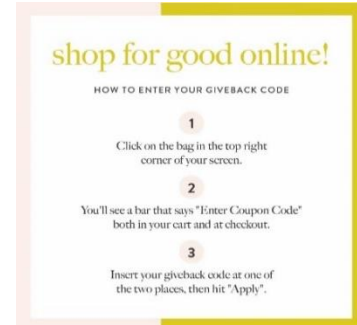 shop for good online!
HOW TO ENTER YOUR GIVEBACK CODE
1
Click on the bag in the top right
corner of your screen.
2
You'll see a bar that says "Enter Coupon Code"
both in your cart and at checkout.
3
Insert your giveback code at one of
the two places, then hit "Apply".